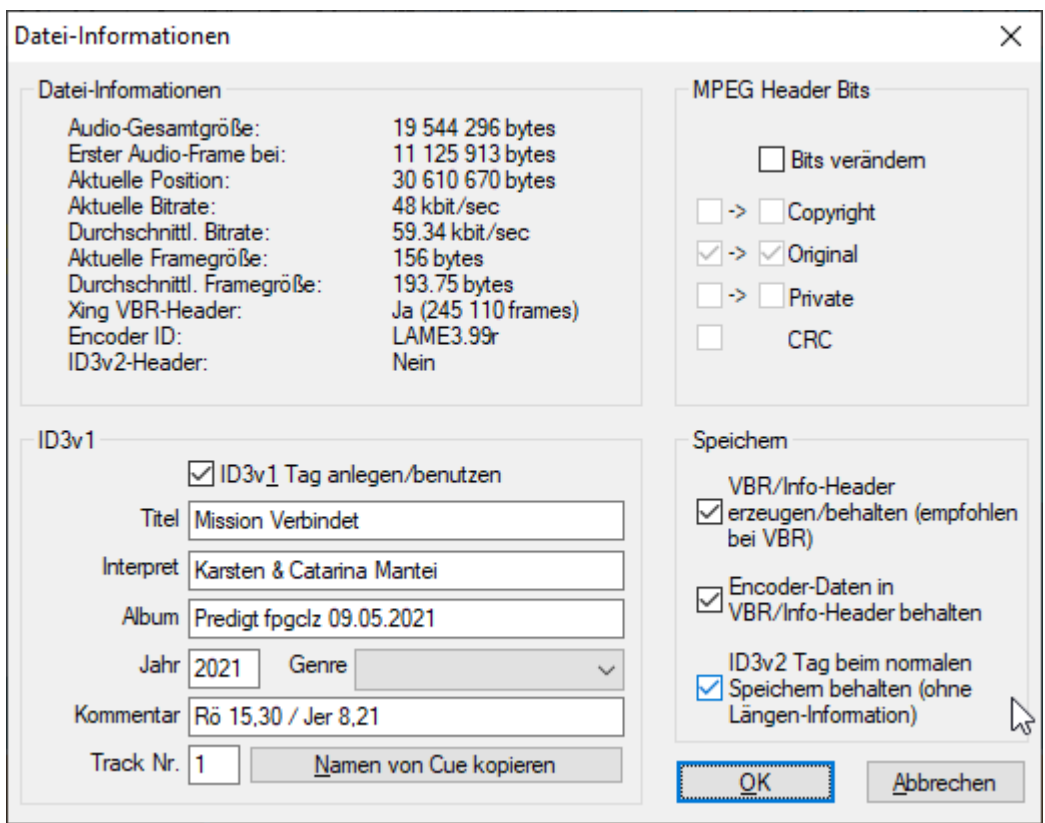 Datei-Informationen
Datei-Informationen
Audio-Gesamtgröße: 19 544 296 bytes
Erster Audio-Frame bei: 11 125 913 bytes
Aktuelle Position: 30 610 670 bytes
Aktuelle Bitrate: 48 kbit/sec
Durchschnittl. Bitrate: 59.34 kbit/sec
Aktuelle Framegröße: 156 bytes
Durchschnittl. Framegröße: 193.75 bytes
Xing VBR-Header: Ja (245 110 frames)
Encoder ID: LAME3.99r
ID3v2-Header: Nein
MPEG Header Bits
Bits verändern
-> Copyright
-> Original
-> Private
CRC
ID3v1
ID3v1 Tag anlegen/benutzen
Titel Mission Verbindet
Interpret Karsten & Catarina Mantei
Album Predigt fpgclz 09.05.2021
Jahr 2021 Genre
Kommentar Rö 15,30 / Jer 8,21
Track Nr. 1 Namen von Cue kopieren
Speichern
VBR/Info-Header
erzeugen/behalten (empfohlen
bei VBR)
Encoder-Daten in
VBR/Info-Header behalten
ID3v2 Tag beim normalen
Speichern behalten (ohne
Längen-Information)
OK Abbrechen